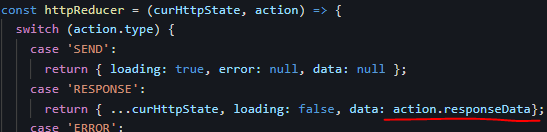 const httpReducer = (curHttpState, action) => {
switch (action.type) {
case 'SEND':
return { loading: true, error: null, data: null };
case 'RESPONSE':
return { ...curHttpState, loading: false, data: action.responseData};
case 'ERROR':